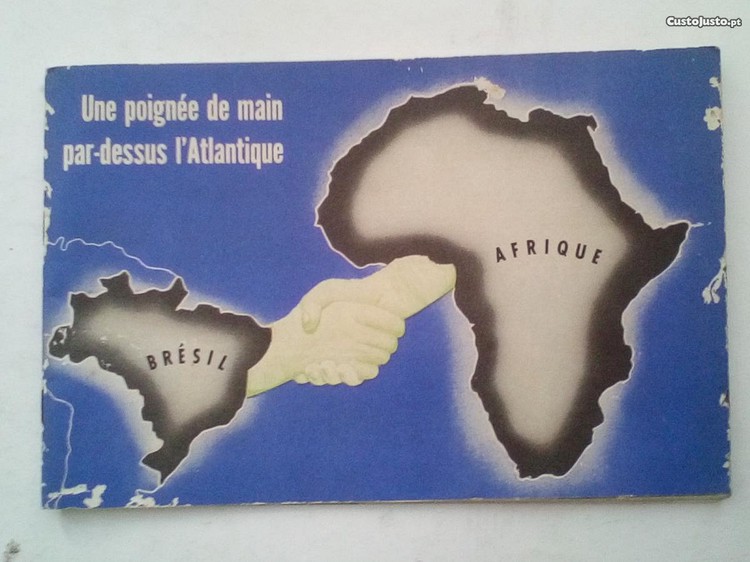 CustoJusto.pt
Une poignée de main
par-dessus l'Atlantique
AFRIQUE
BRÉSIL